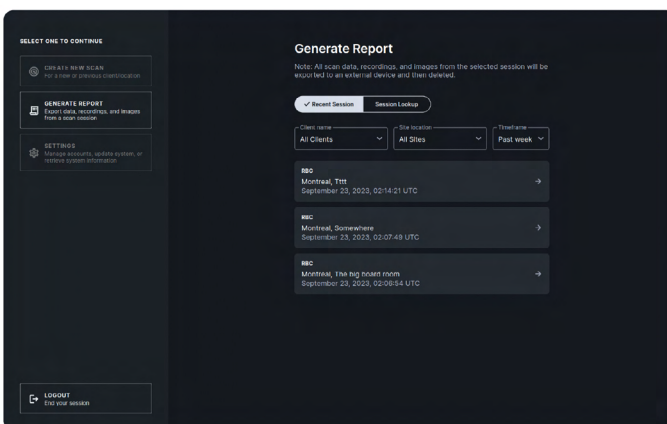 SELECT ONE TO CONTINUE
CREATE NEW SCAN
For a new or previous client/location
GENERATE REPORT
Export data, recordings, and images
from a scan session
SETTINGS
Manage accounts, update system, or
retrieve system information
LOGOUT
End your session
Generate Report
Note: All scan data, recordings, and images from the selected session will be
exported to an external device and then deleted.
Recent Session
Session Lookup
Client name
All Clients
Site location
All Sites
Timeframe
Past week
RBC
Montreal, Tttt
September 23, 2023, 02:14:21 UTC
RBC
Montreal, Somewhere
September 23, 2023, 02:07:49 UTC
RBC
Montreal, The big board room
September 23, 2023, 02:06:54 UTC